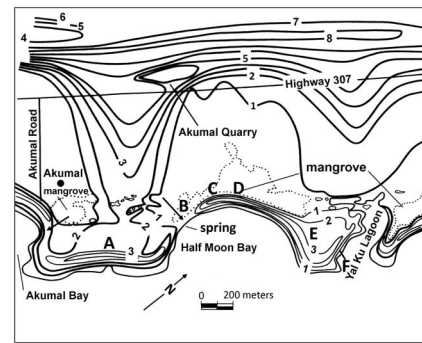 6
5
4
7
8
5
3
2
1
Highway 307
Akumal Quarry
Akumal Road
3
Akumal
mangrove
mangrove
C D
B
1
2
2
spring
Half Moon Bay
A
3
1
2
E
3
1
F
Yal Ku Lagoon
Akumal Bay
N
0 200 meters